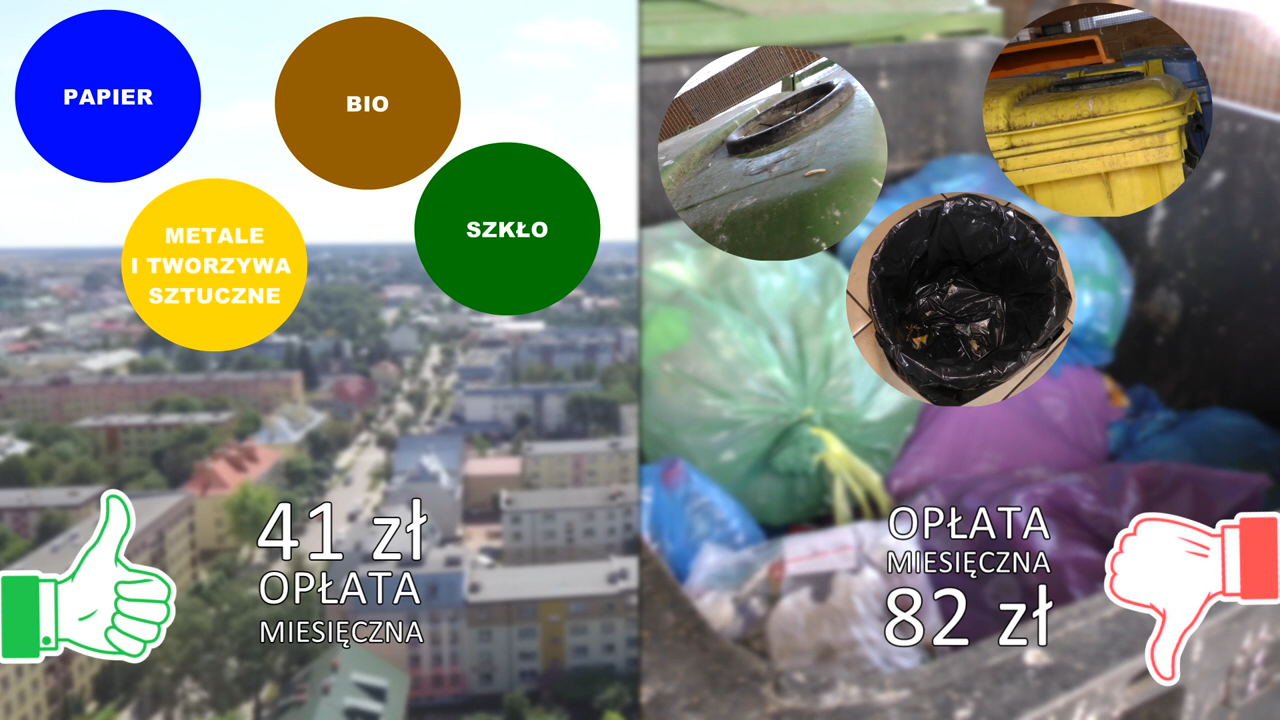 PAPIER
BIO
METALE
I TWORZYWA
SZTUCZNE
SZKŁO
41 zł
OPŁATA
MIESIĘCZNA
OPŁATA
MIESIĘCZNA
82 zł